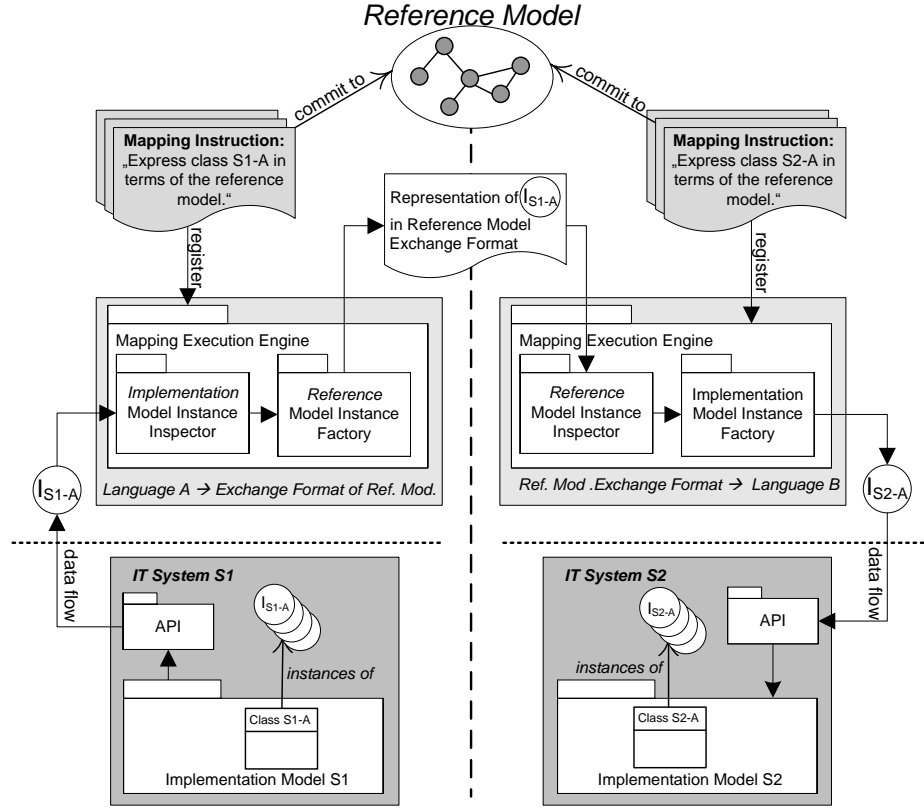 Reference Model
commit to
commit to
Mapping Instruction:
„Express class S1-A in
terms of the reference
model.“
Mapping Instruction:
„Express class S2-A in
terms of the reference
model.“
Representation of I S1-A
in Reference Model
Exchange Format
register
register
Mapping Execution Engine
Implementation
Model Instance
Inspector
Reference
Model Instance
Factory
Language A → Exchange Format of Ref. Mod.
Mapping Execution Engine
Reference
Model Instance
Inspector
Implementation
Model Instance
Factory
Ref. Mod .Exchange Format → Language B
I S1-A
I S2-A
data flow
data flow
IT System S1
API
I S1-A
instances of
Class S1-A
Implementation Model S1
IT System S2
I S2-A
API
instances of
Class S2-A
Implementation Model S2